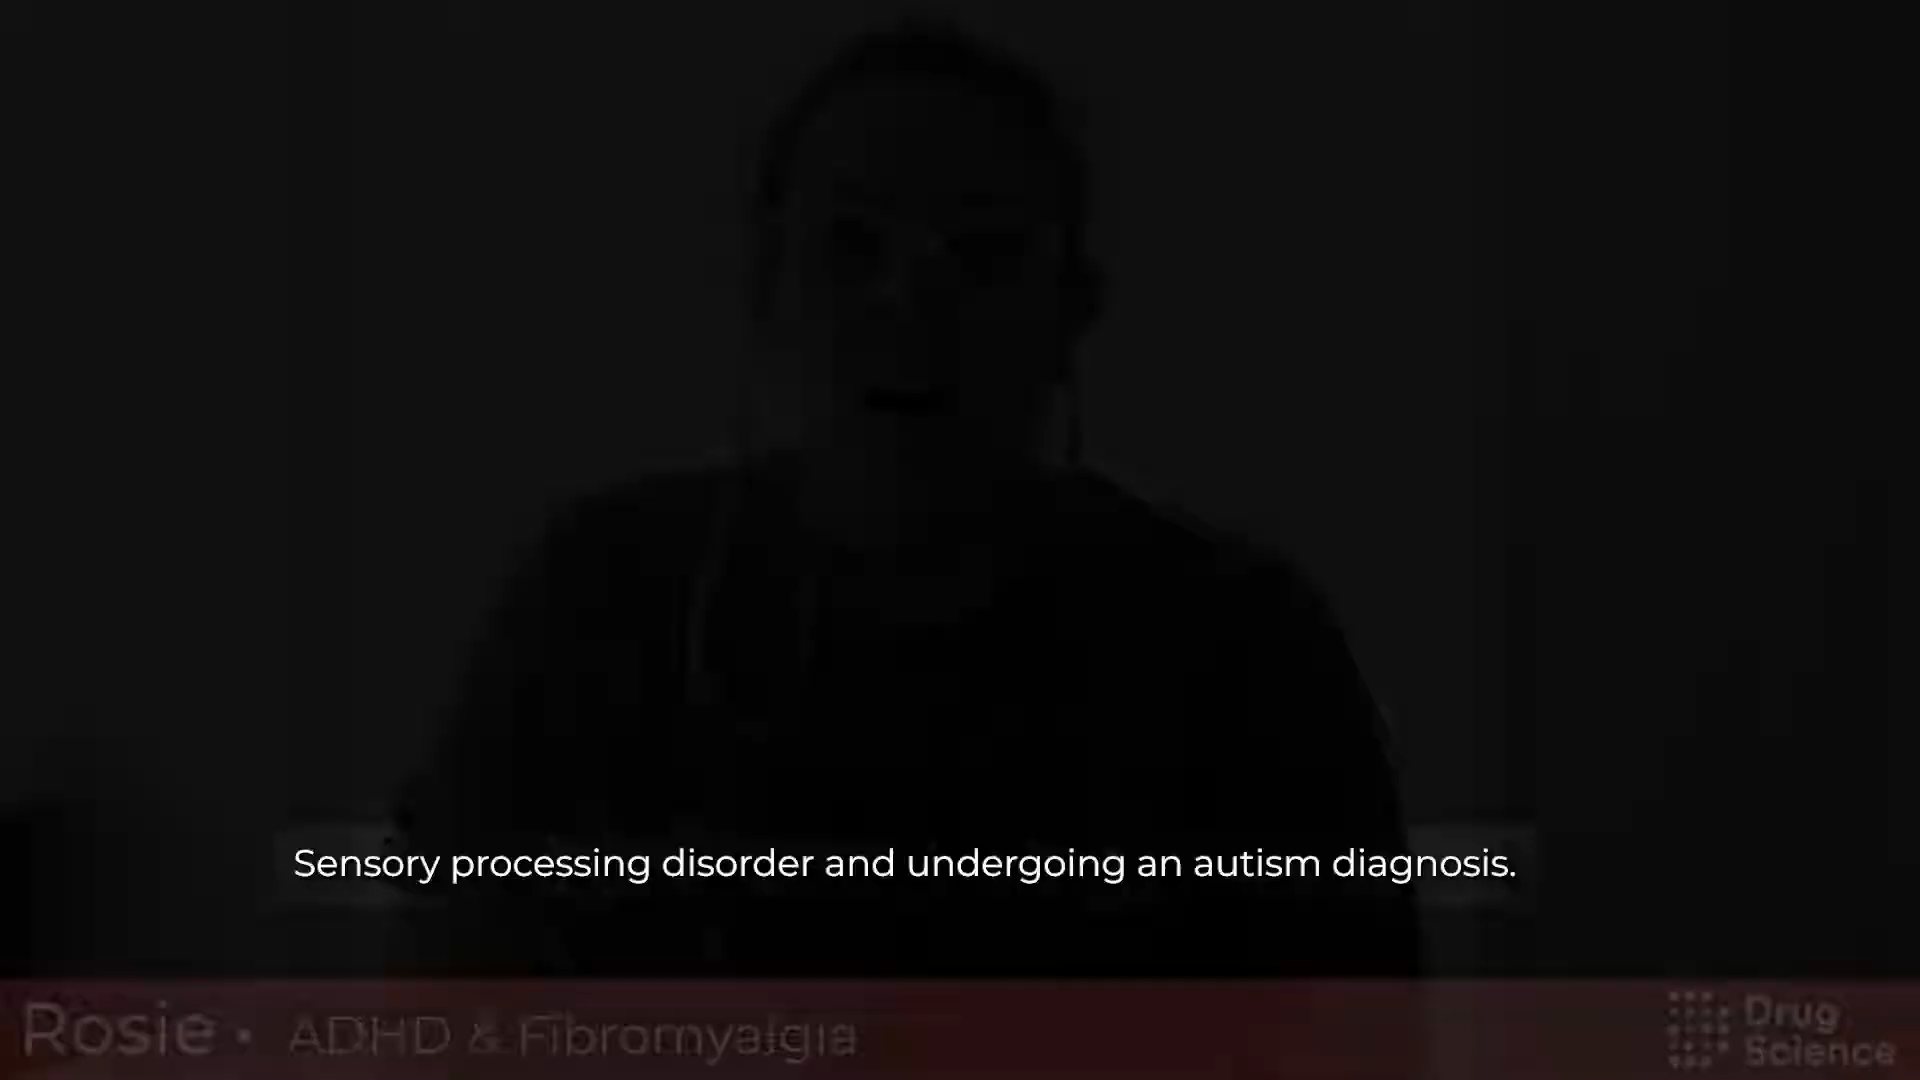 Sensory processing disorder and undergoing an autism diagnosis.
Rosie • ADHD & Fibromyalgia
Drug
Science